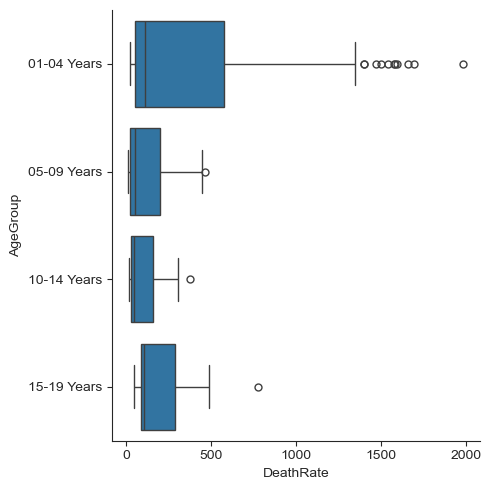 01-04 Years
05-09 Years
10-14 Years
15-19 Years
AgeGroup
0 500 1000 1500 2000
DeathRate